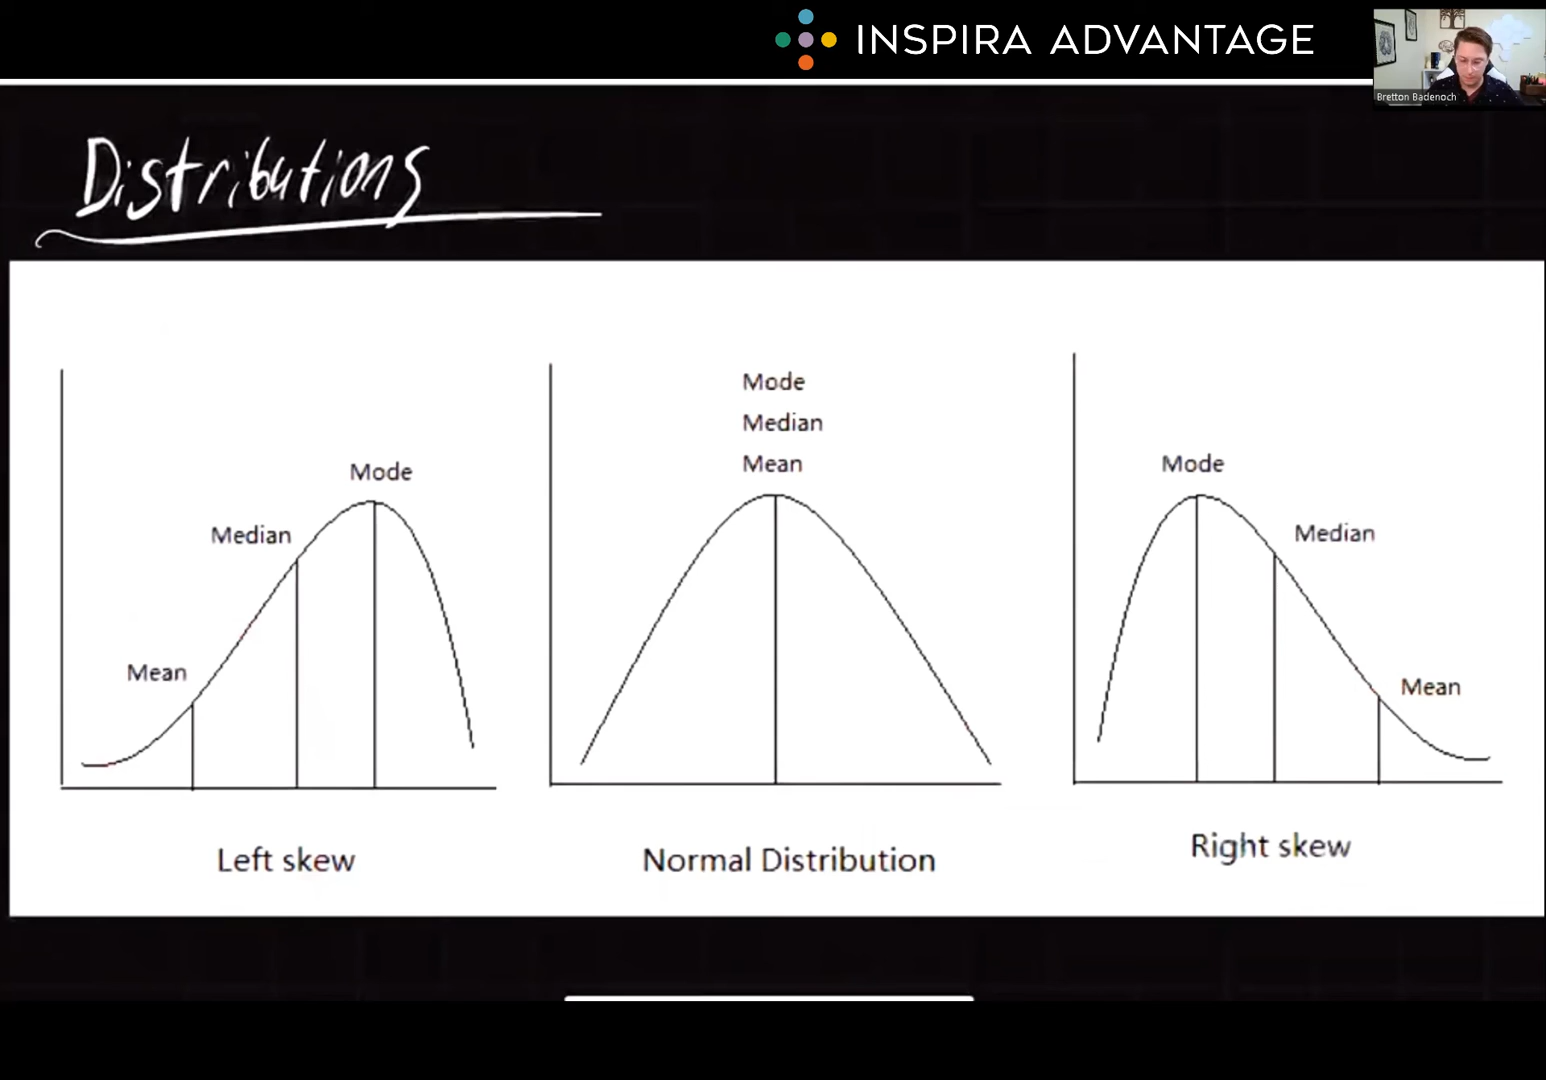 INSPIRA ADVANTAGE
Bretton Badenoch
Distributions
Mode
Median
Mean
Left skew
Mode
Median
Mean
Normal Distribution
Mode
Median
Mean
Right skew